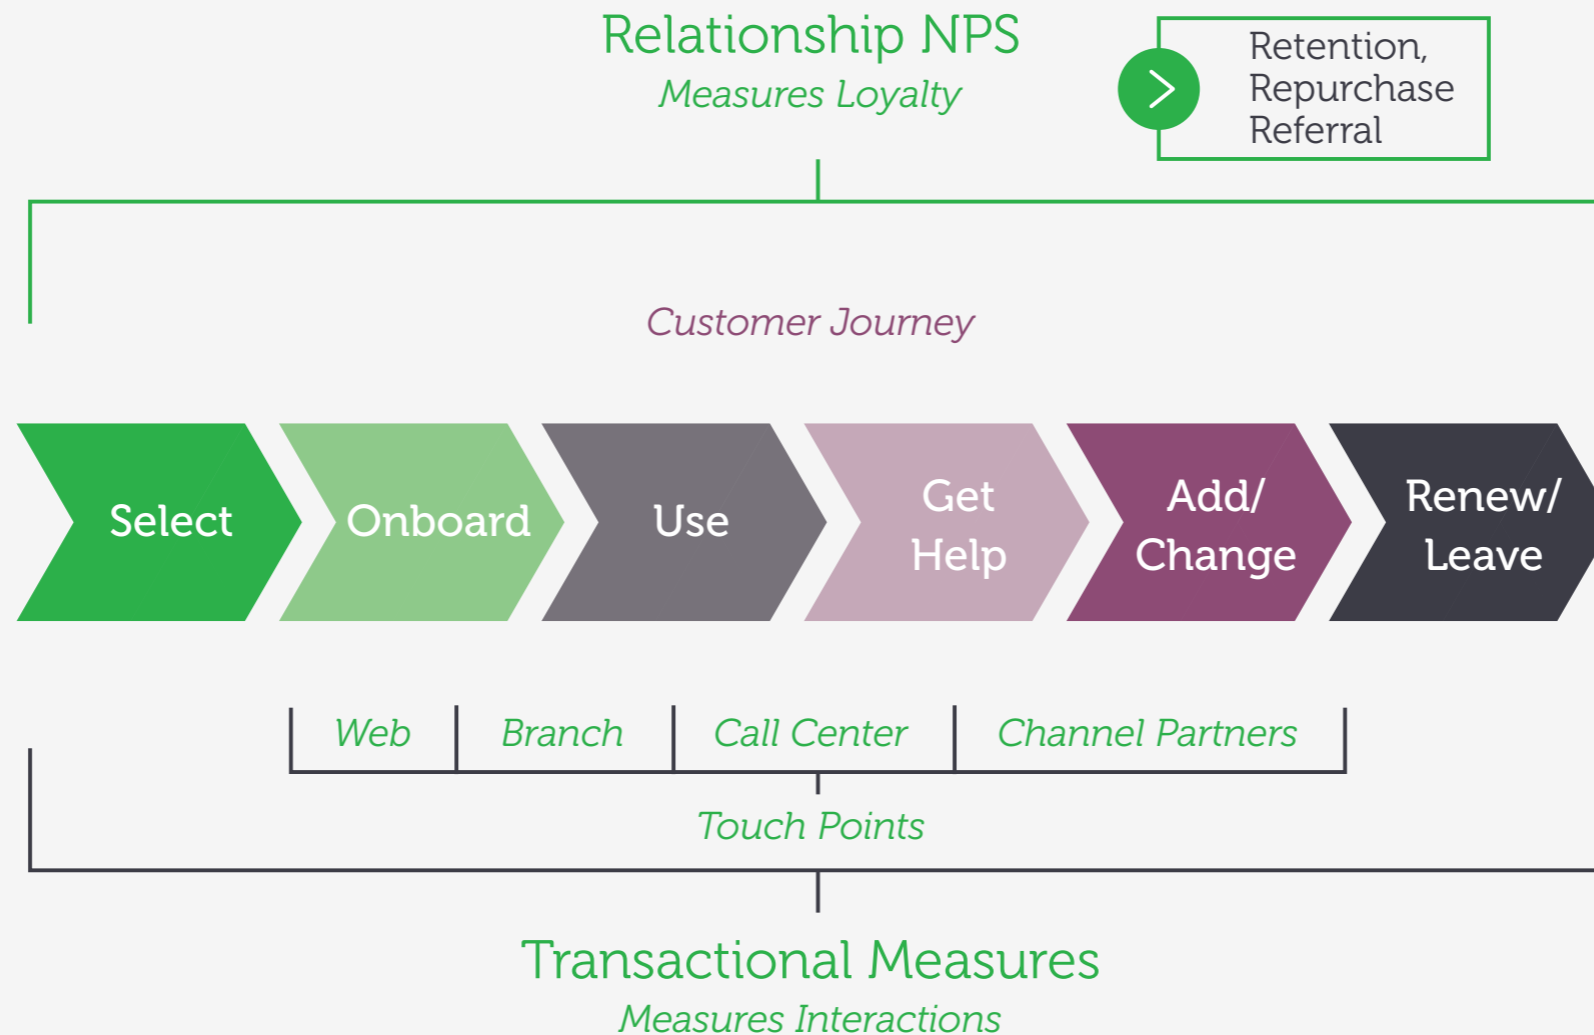 Relationship NPS
Measures Loyalty
Retention,
Repurchase
Referral
Customer Journey
Select
Onboard
Use
Get
Help
Add/
Change
Renew/
Leave
Web
Branch
Call Center
Channel Partners
Touch Points
Transactional Measures
Measures Interactions